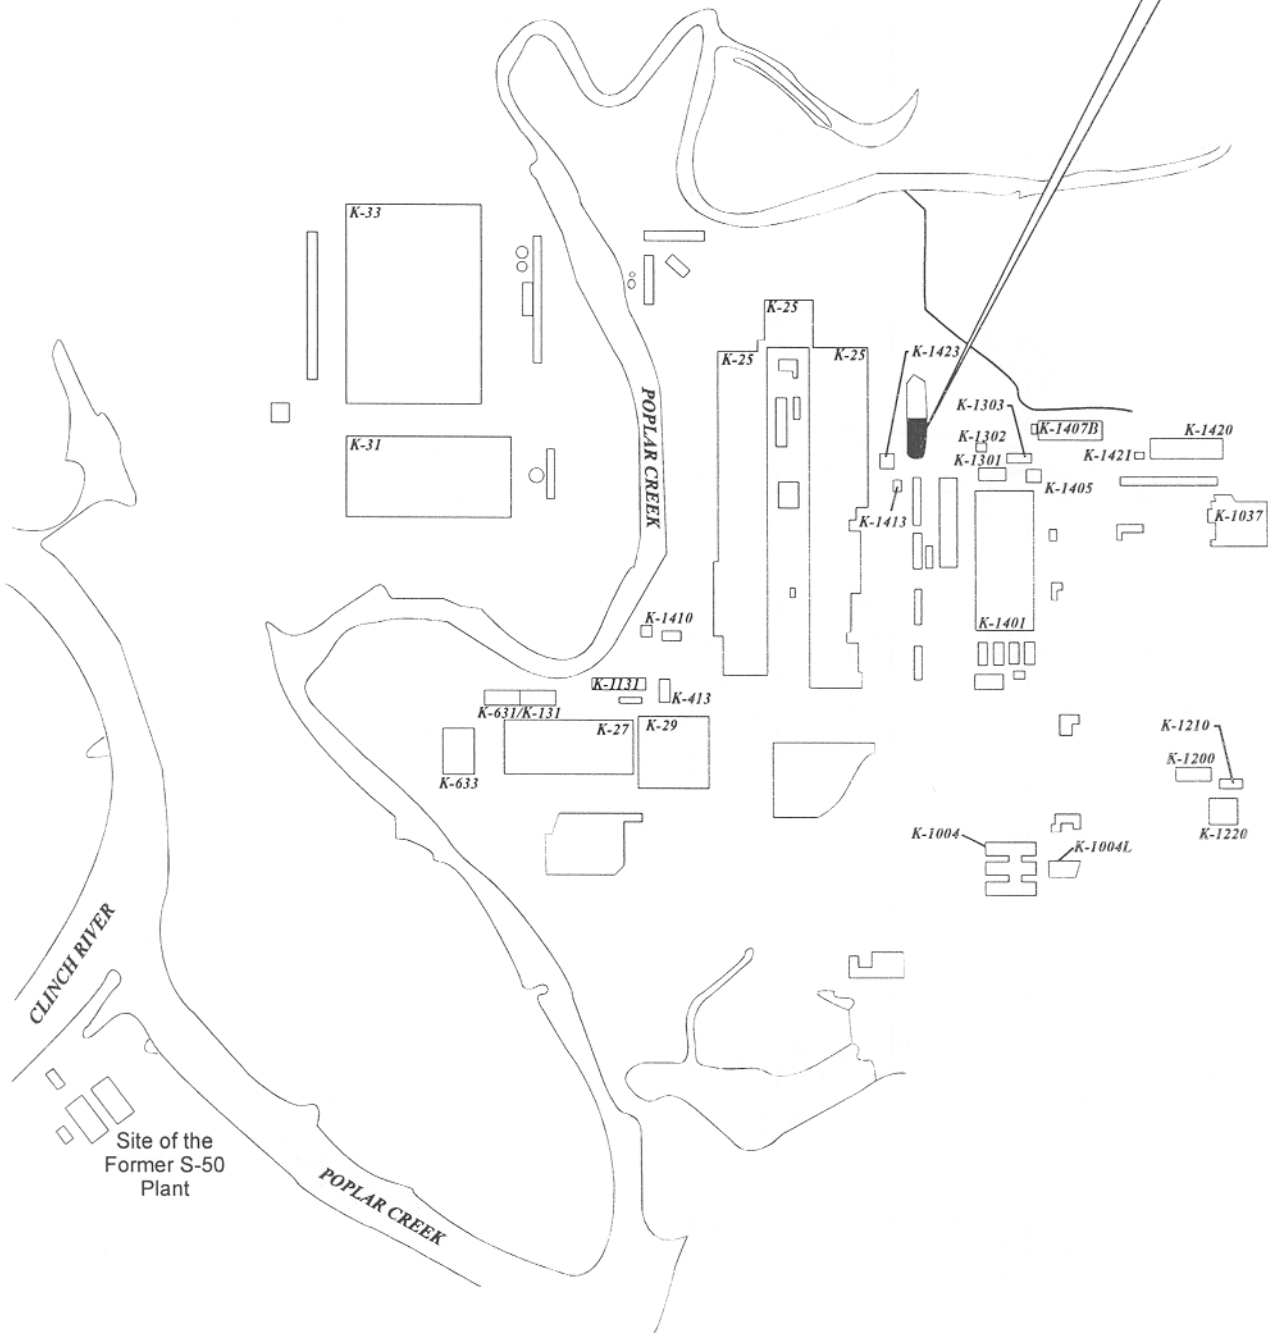 K-33
K-25
K-25
K-25
K-1423
K-1303
K-31
POPLAR CREEK
K-1302
K-1407B
K-1420
K-1421
K-1301
K-1405
K-1413
K-1037
K-1410
K-1401
K-1131
K-413
K-631/K-131
K-27
K-29
K-1210
K-633
K-1200
K-1004
K-1220
K-1004L
CLINCH RIVER
Site of the
Former S-50
Plant
POPLAR CREEK